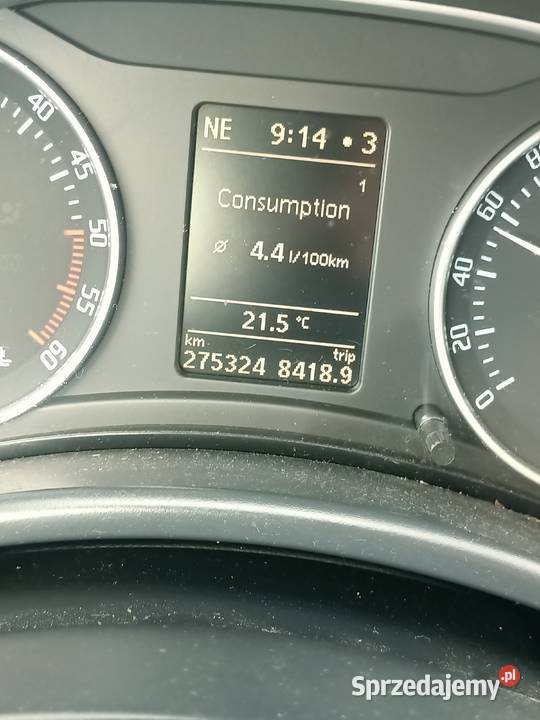 NE 9:14 • 3
1
Consumption
ø 4.4 l/100km
21.5 °C
km trip
275324 8418.9
40
45
50
55
60
80
60
40
20
0
Sprzedajemy.pl